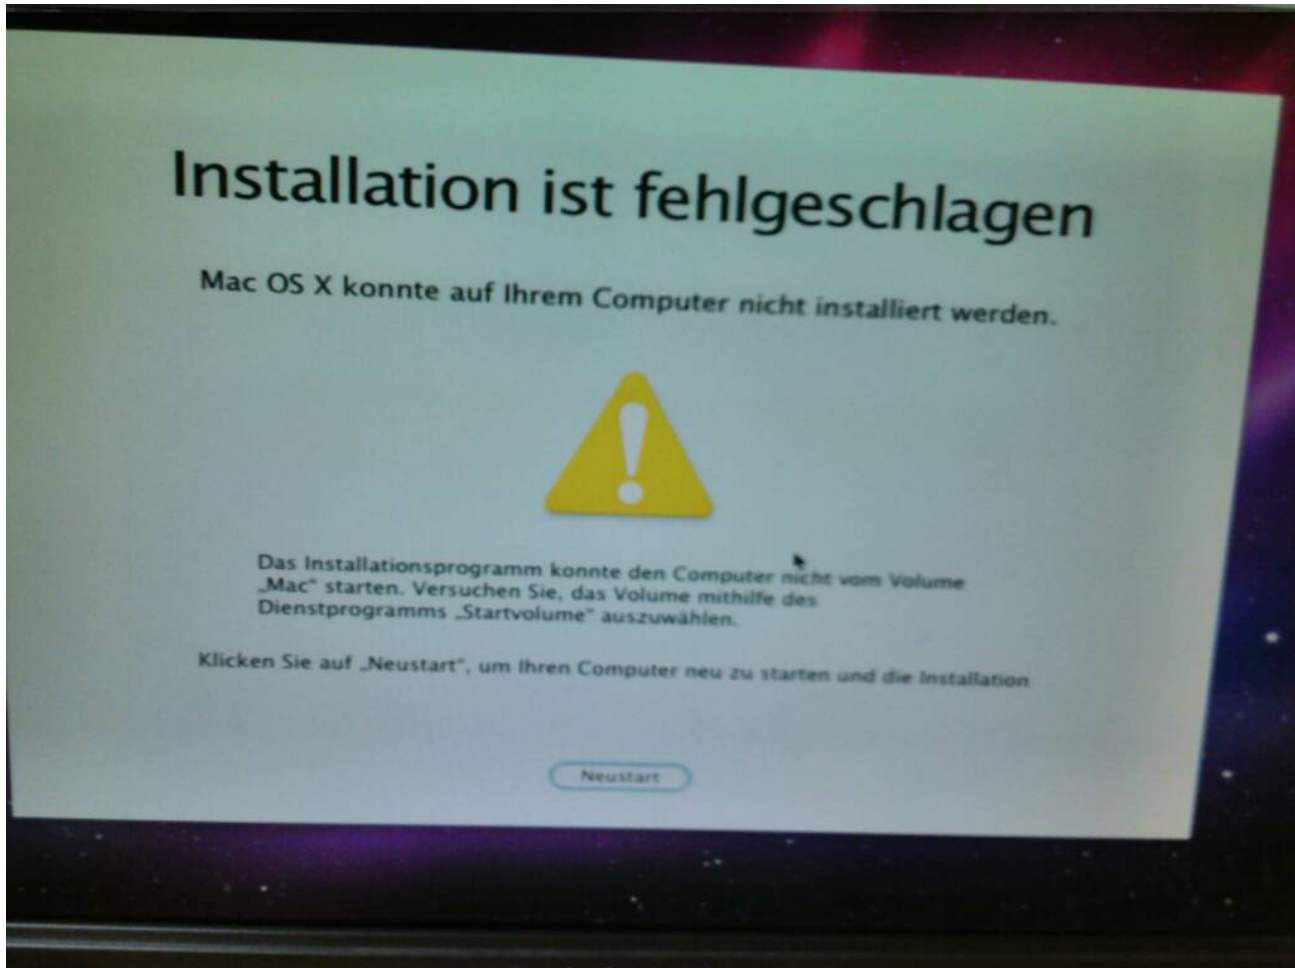 Installation ist fehlgeschlagen
Mac OS X konnte auf Ihrem Computer nicht installiert werden.
Das Installationsprogramm konnte den Computer nicht vom Volume
„Mac“ starten. Versuchen Sie, das Volume mithilfe des
Dienstprogramms „Startvolume“ auszuwählen.
Klicken Sie auf „Neustart“, um Ihren Computer neu zu starten und die Installation
Neustart